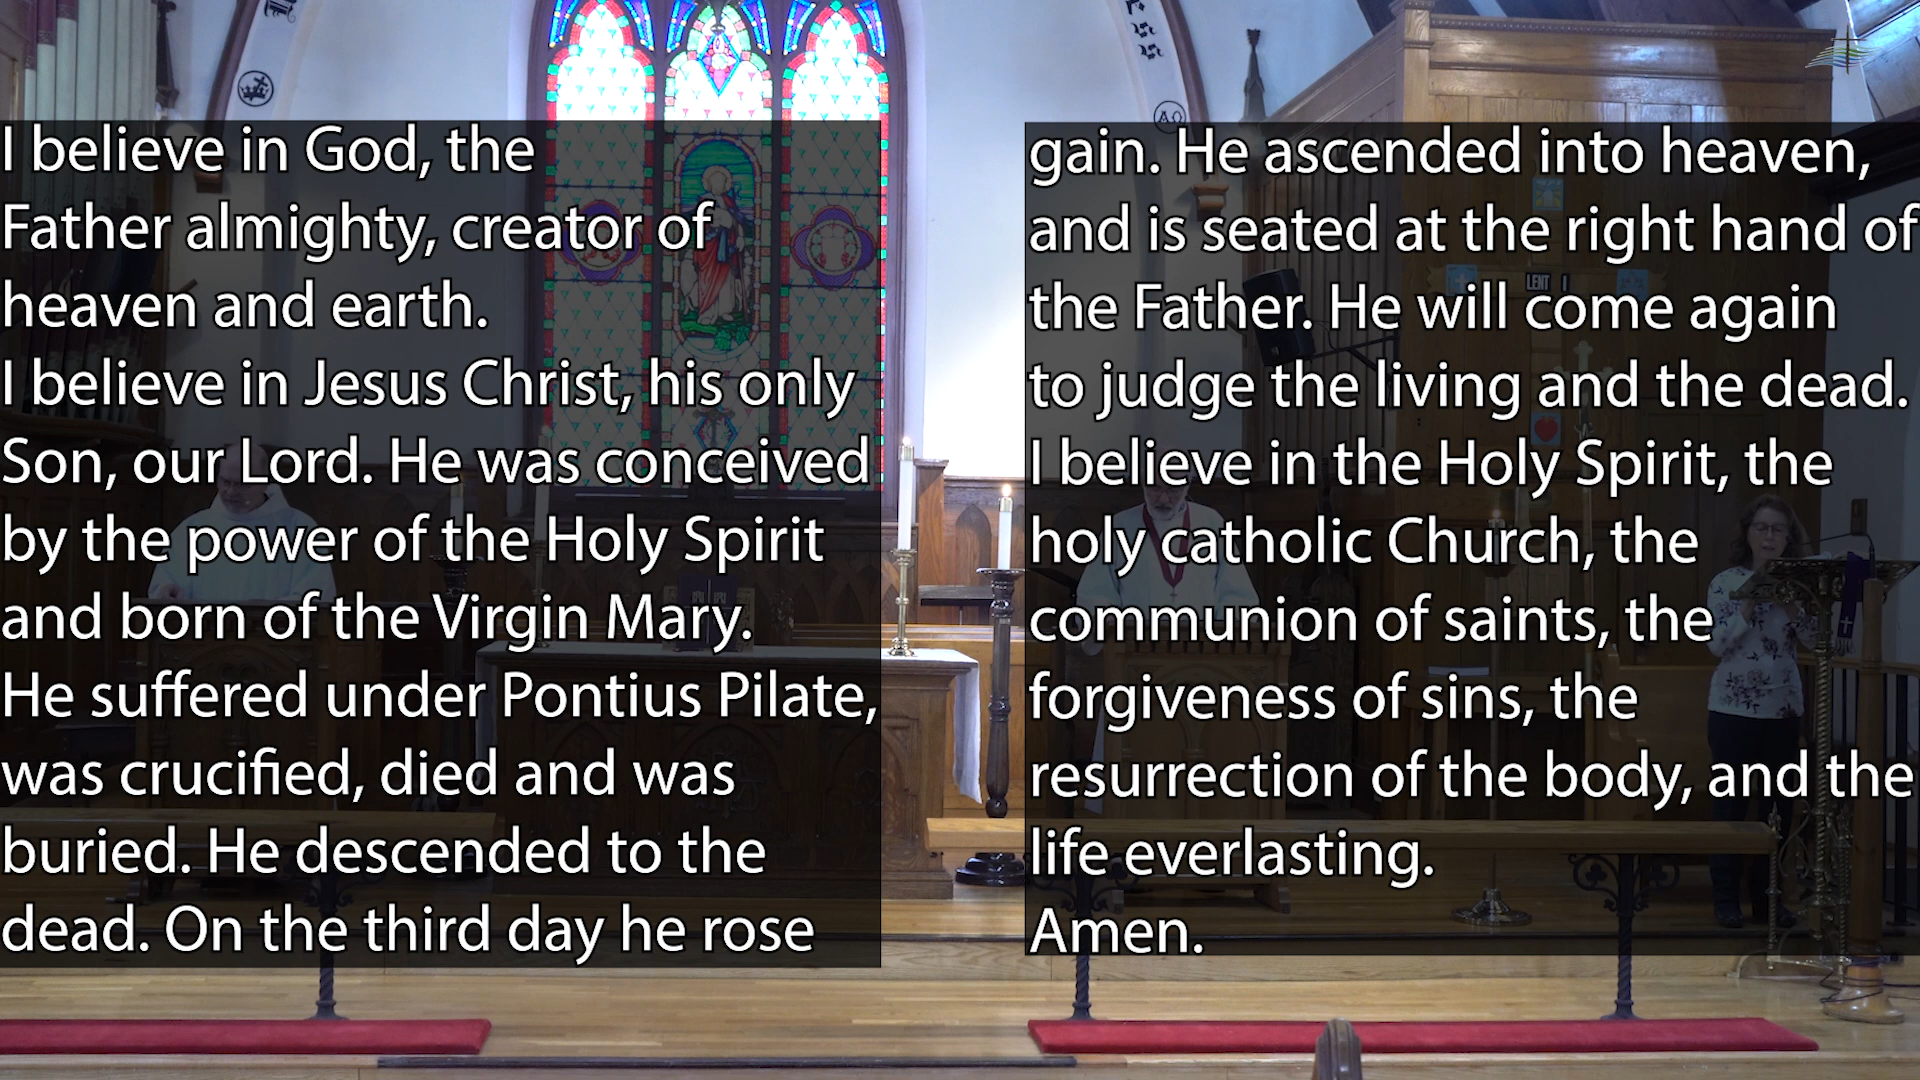 I believe in God, the
Father almighty, creator of
heaven and earth.
I believe in Jesus Christ, his only
Son, our Lord. He was conceived
by the power of the Holy Spirit
and born of the Virgin Mary.
He suffered under Pontius Pilate,
was crucified, died and was
buried. He descended to the
dead. On the third day he rose
gain. He ascended into heaven,
and is seated at the right hand of
the Father. He will come again
to judge the living and the dead.
I believe in the Holy Spirit, the
holy catholic Church, the
communion of saints, the
forgiveness of sins, the
resurrection of the body, and the
life everlasting.
Amen.
ΑΩ
LENT I